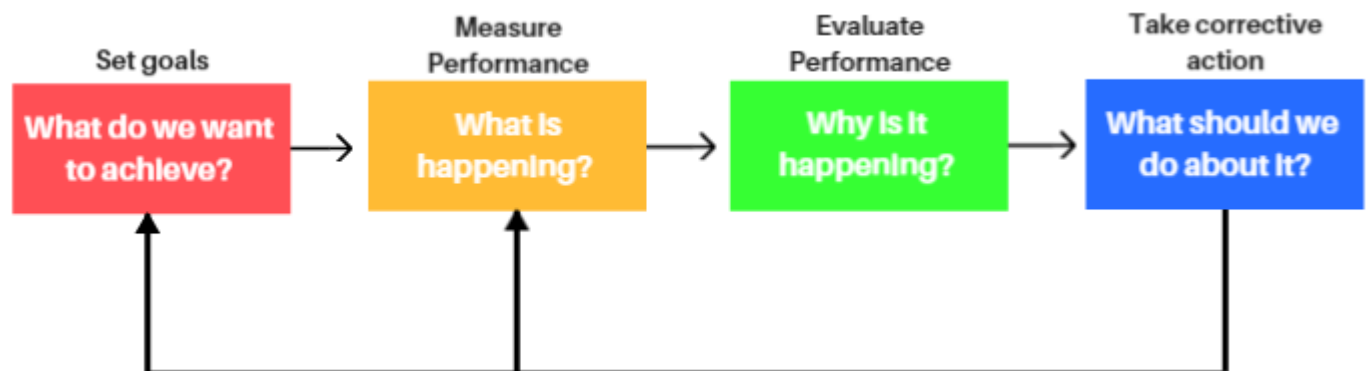 Set goals
What do we want
to achieve?
Measure
Performance
What is
happening?
Evaluate
Performance
Why is it
happening?
Take corrective
action
What should we
do about it?